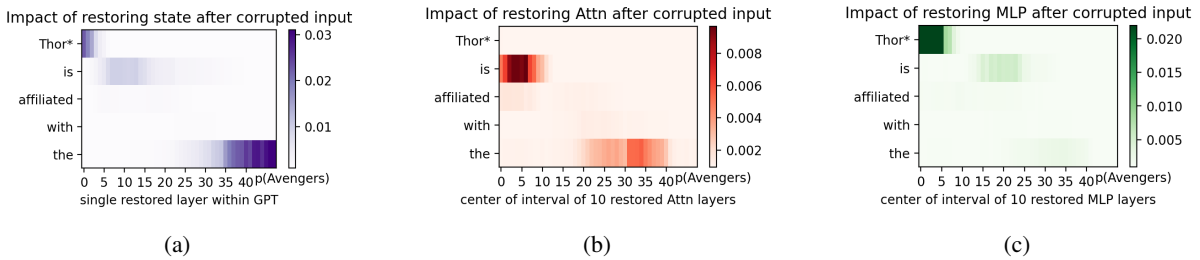 Impact of restoring state after corrupted input
Thor*
is
affiliated
with
the
0 5 10 15 20 25 30 35 40
single restored layer within GPT
0.03
0.02
0.01
p(Avengers)
(a)
Impact of restoring Attn after corrupted input
Thor*
is
affiliated
with
the
0 5 10 15 20 25 30 35 40
center of interval of 10 restored Attn layers
0.008
0.006
0.004
0.002
p(Avengers)
(b)
Impact of restoring MLP after corrupted input
Thor*
is
affiliated
with
the
0 5 10 15 20 25 30 35 40
center of interval of 10 restored MLP layers
0.020
0.015
0.010
0.005
p(Avengers)
(c)